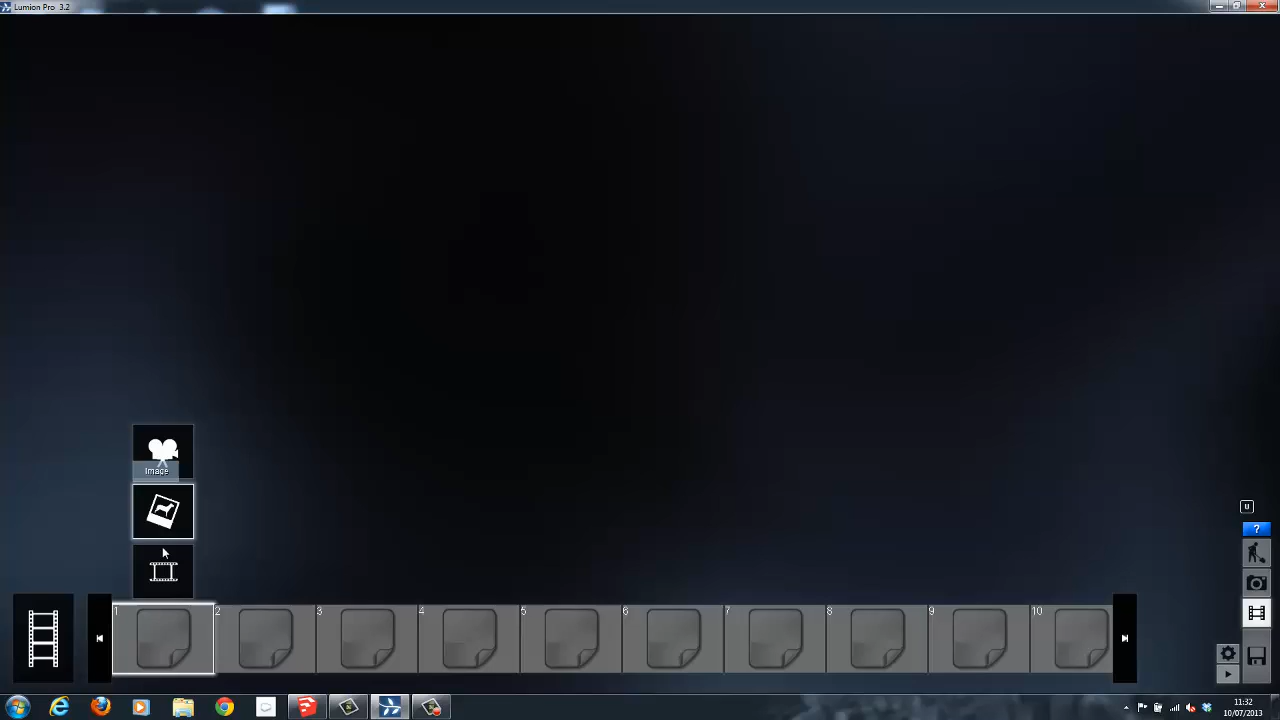 Lumion Pro 3.2
Image
U
?
1 2 3 4 5 6 7 8 9 10
11:32
10/07/2013